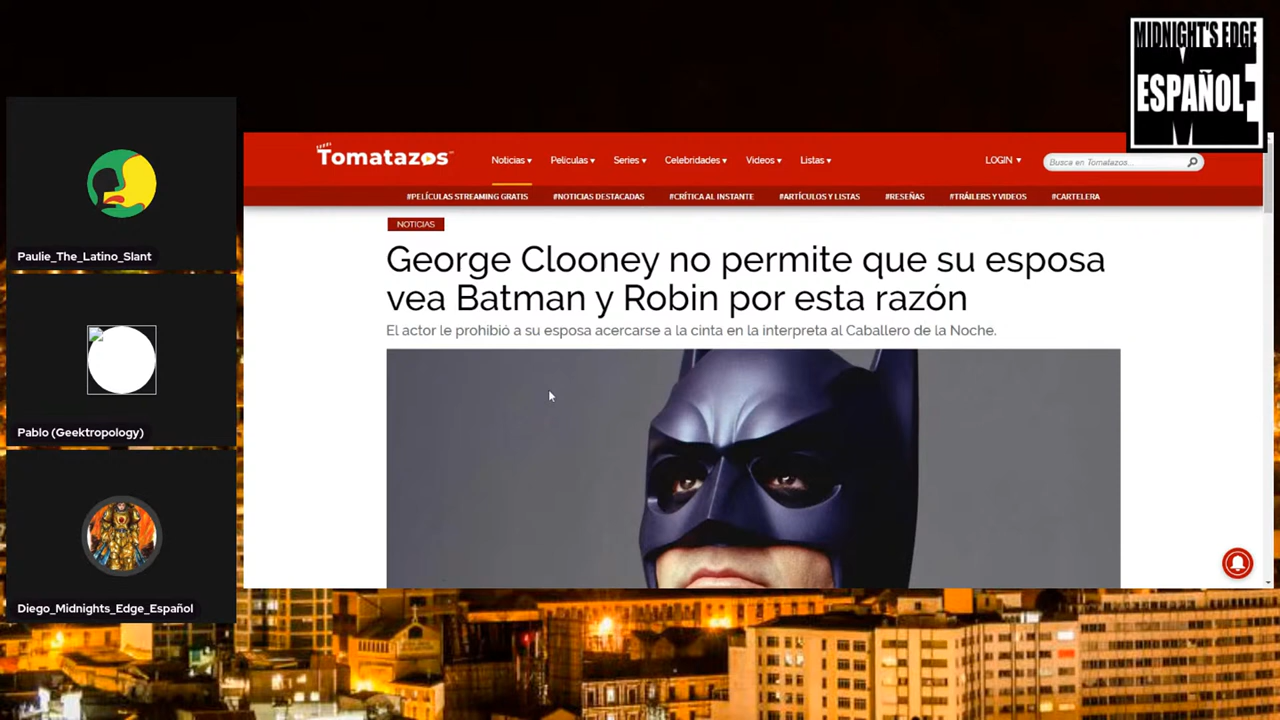 MIDNIGHT'S EDGE
ESPAÑOL
Tomatazos
Noticias
Películas
Series
Celebridades
Videos
Listas
LOGIN
Busca en Tomatazos...
#PELÍCULAS STREAMING GRATIS
#NOTICIAS DESTACADAS
#CRÍTICA AL INSTANTE
#ARTÍCULOS Y LISTAS
#RESEÑAS
#TRÁILERS Y VIDEOS
#CARTELERA
NOTICIAS
George Clooney no permite que su esposa
vea Batman y Robin por esta razón
El actor le prohibió a su esposa acercarse a la cinta en la interpreta al Caballero de la Noche.
Paulie_The_Latino_Slant
Pablo (Geektropology)
Diego_Midnights_Edge_Español